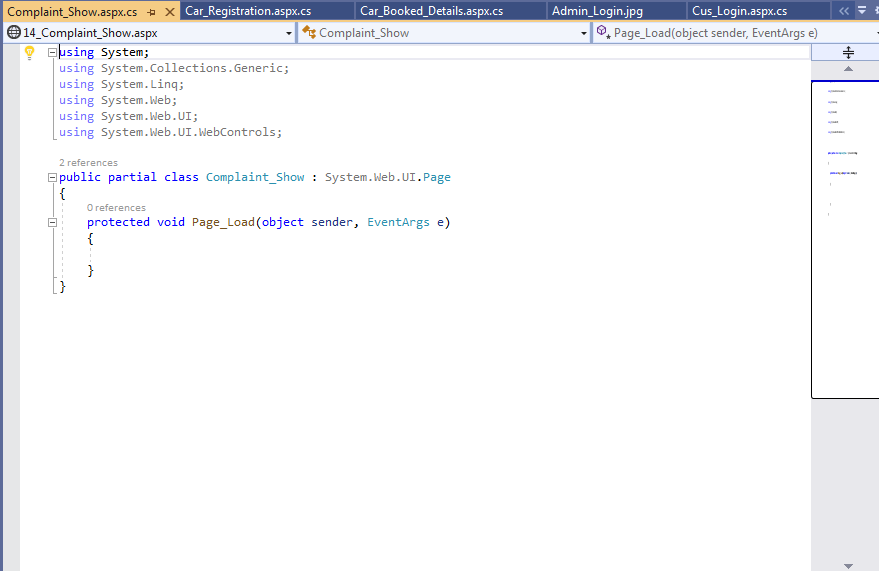 Complaint_Show.aspx.cs Car_Registration.aspx.cs Car_Booked_Details.aspx.cs Admin_Login.jpg Cus_Login.aspx.cs
14_Complaint_Show.aspx Complaint_Show Page_Load(object sender, EventArgs e)
using System;
using System.Collections.Generic;
using System.Linq;
using System.Web;
using System.Web.UI;
using System.Web.UI.WebControls;
2 references
public partial class Complaint_Show : System.Web.UI.Page
{
0 references
protected void Page_Load(object sender, EventArgs e)
{
}
}